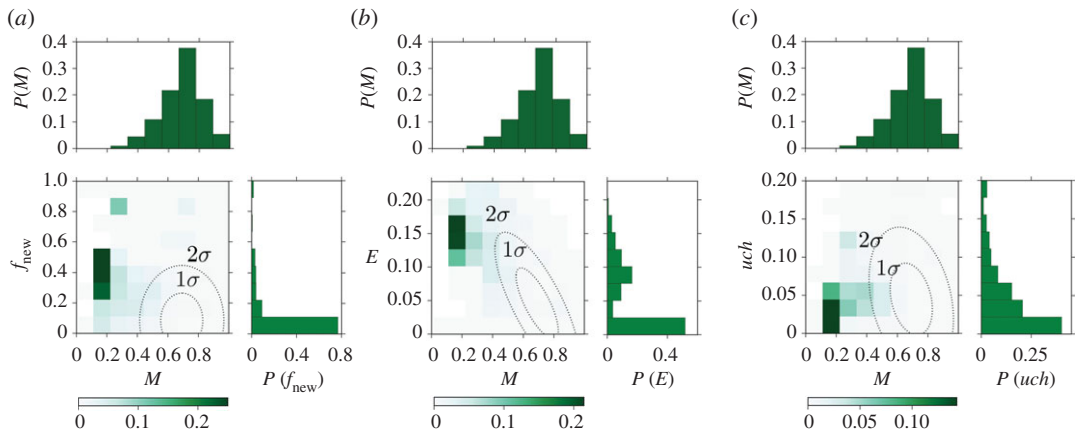 (a) (b) (c)
P(M) 0.4 0.3 0.2 0.1 0
P(M) 0.4 0.3 0.2 0.1 0
P(M) 0.4 0.3 0.2 0.1 0
f_new 1.0 0.8 0.6 0.4 0.2 0
2σ
1σ
0 0.2 0.4 0.6 0.8
M
0 0.4 0.8
P (f_new)
0 0.1 0.2
E 0.20 0.15 0.10 0.05 0
2σ
1σ
0 0.2 0.4 0.6 0.8
M
0 0.4
P (E)
0 0.1 0.2
uch 0.20 0.15 0.10 0.05 0
2σ
1σ
0 0.2 0.4 0.6 0.8
M
0 0.25
P (uch)
0 0.05 0.10